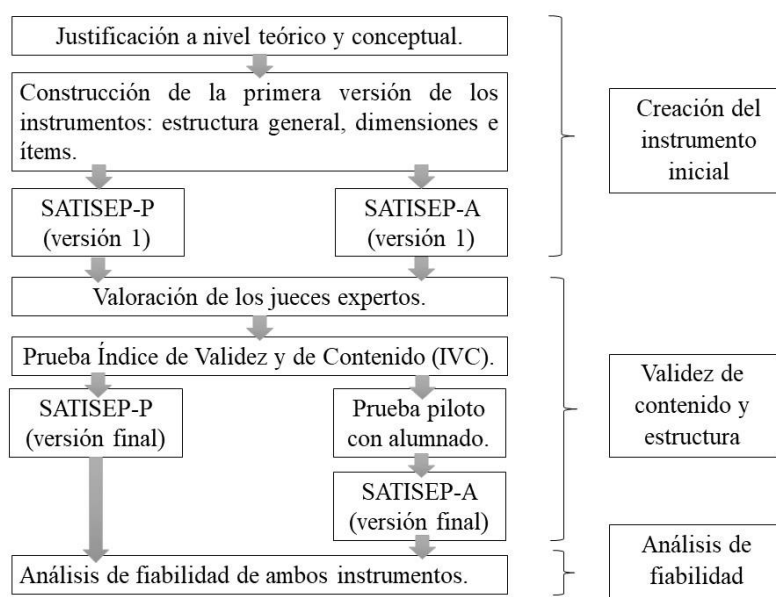 Justificación a nivel teórico y conceptual.
Construcción de la primera versión de los
instrumentos: estructura general, dimensiones e
ítems.
Creación del
instrumento
inicial
SATISEP-P
(versión 1)
SATISEP-A
(versión 1)
Valoración de los jueces expertos.
Prueba Índice de Validez y de Contenido (IVC).
SATISEP-P
(versión final)
Prueba piloto
con alumnado.
Validez de
contenido y
estructura
SATISEP-A
(versión final)
Análisis de fiabilidad de ambos instrumentos.
Análisis de
fiabilidad